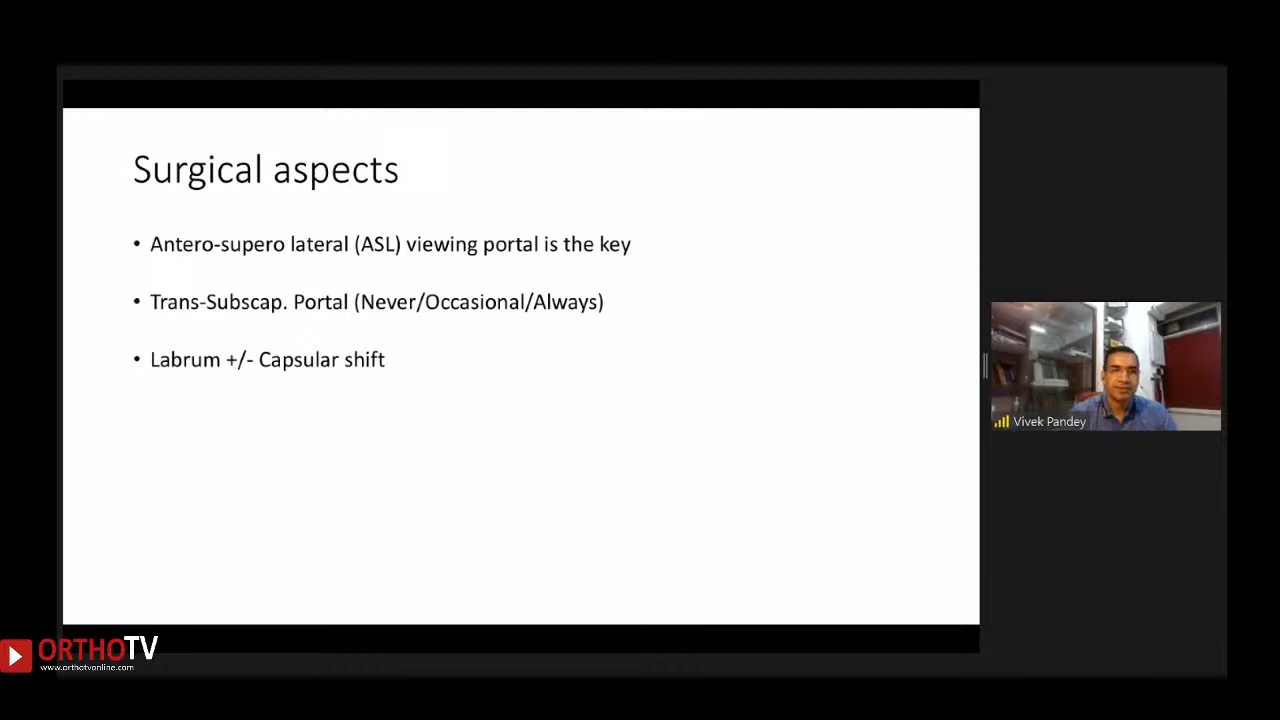 Surgical aspects
• Antero-supero lateral (ASL) viewing portal is the key
• Trans-Subscap. Portal (Never/Occasional/Always)
• Labrum +/- Capsular shift
Vivek Pandey
ORTHOTV
www.orthotvonline.com